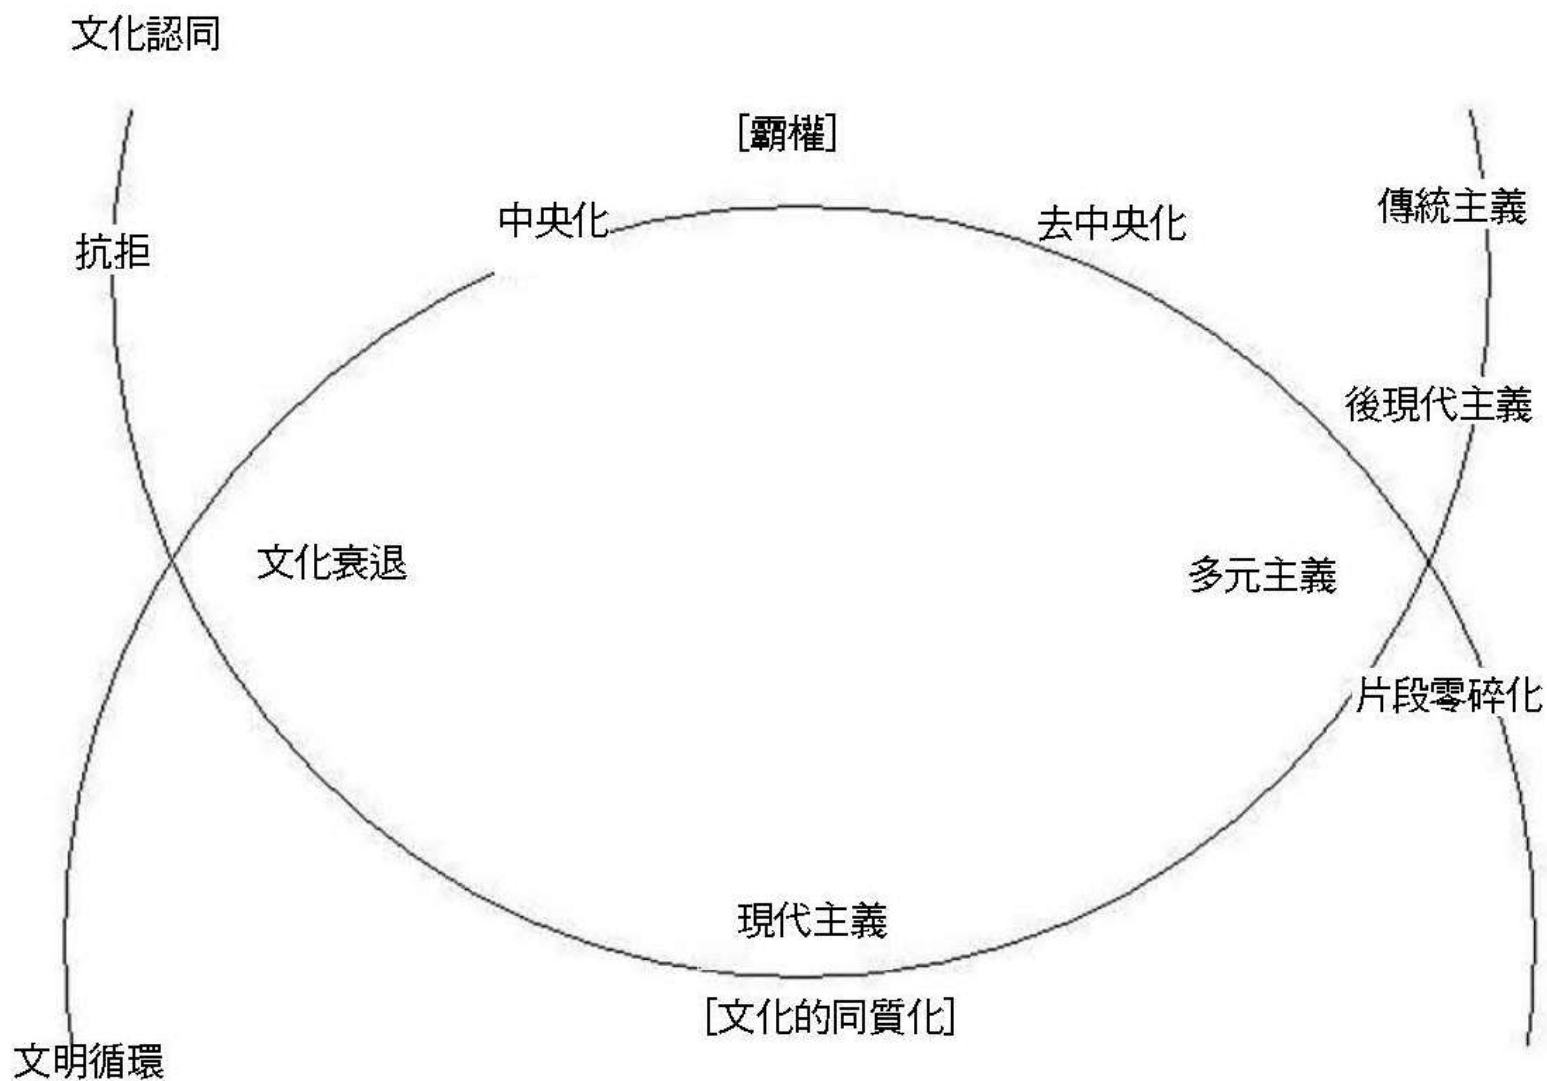 文化認同
[霸權]
中央化
去中央化
傳統主義
抗拒
後現代主義
文化衰退
多元主義
片段零碎化
現代主義
[文化的同質化]
文明循環